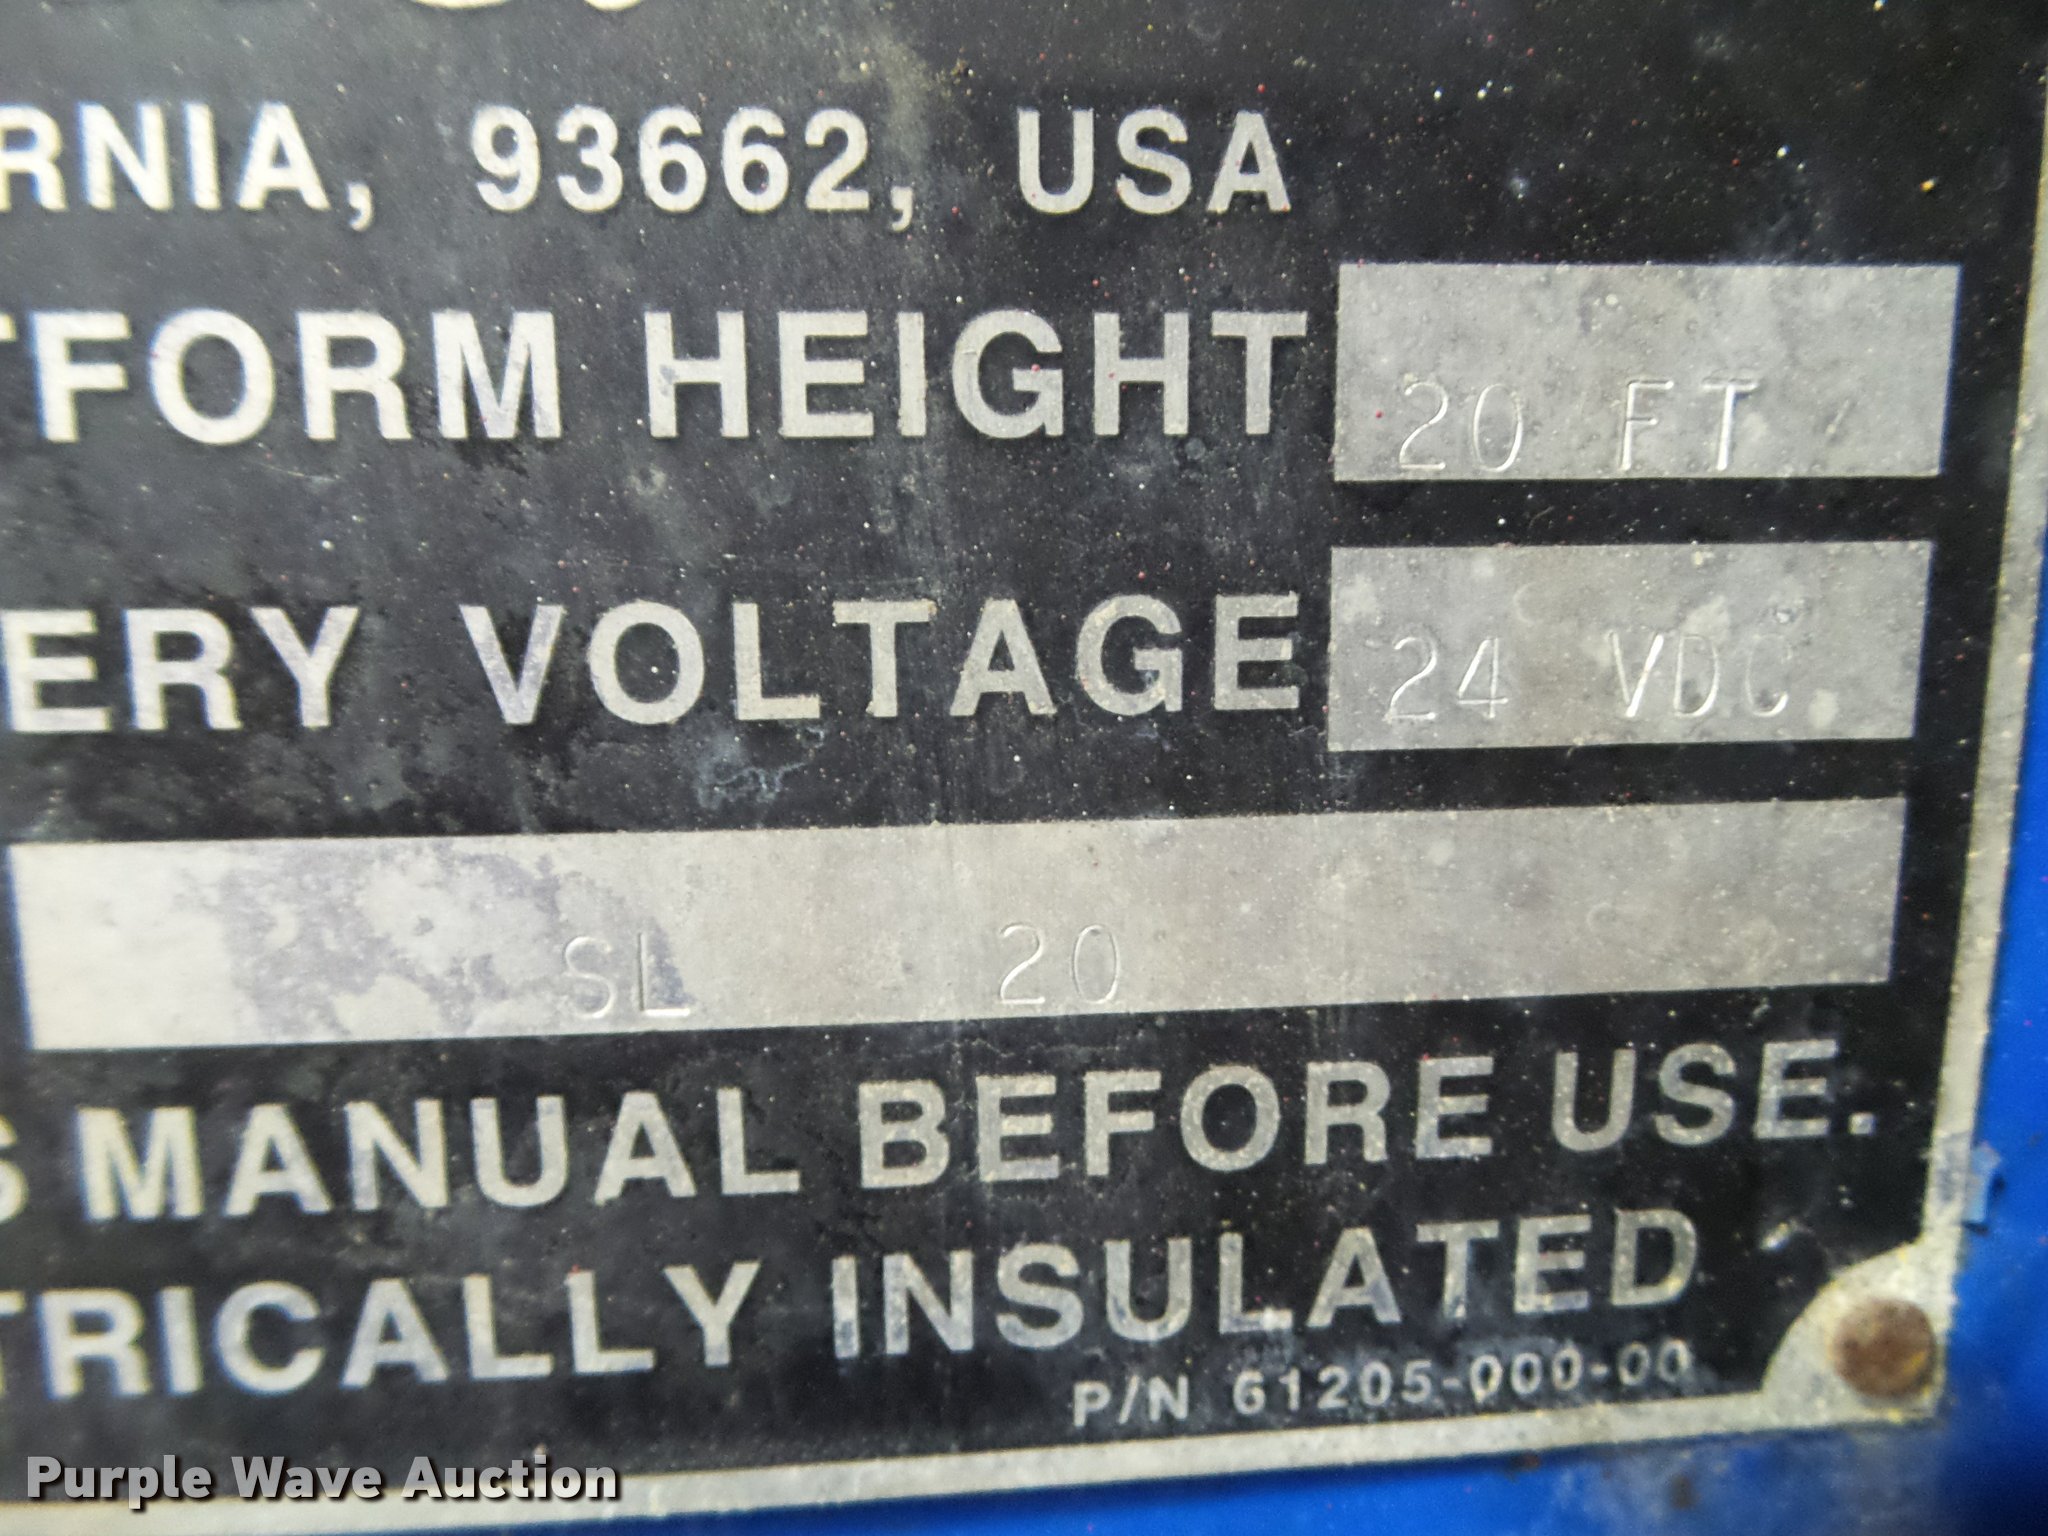 RNIA, 93662, USA
TFORM HEIGHT 20 FT
ERY VOLTAGE 24 VDC
SL 20
S MANUAL BEFORE USE.
TRICALLY INSULATED
P/N 61205-000-00
Purple Wave Auction